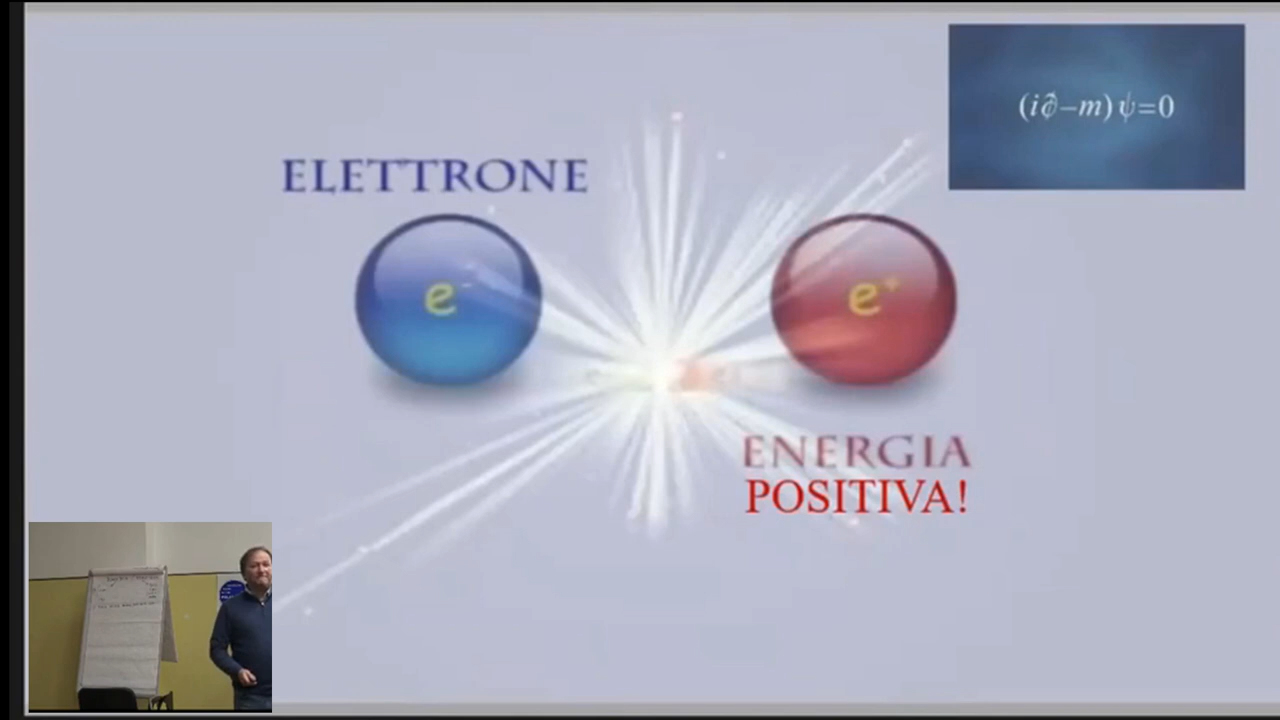 (i∂̸−m)ψ=0
ELETTRONE
e⁻
e⁺
ENERGIA
POSITIVA!